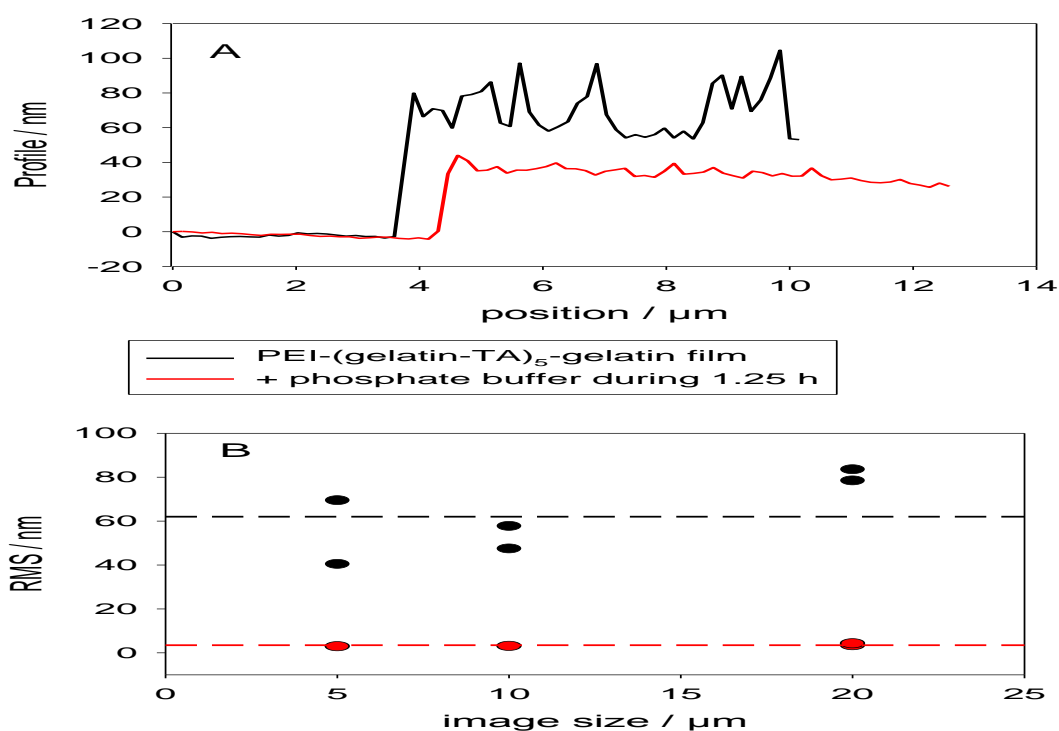 120
100
80
60
40
20
0
-20
Profile / nm
A
0 2 4 6 8 10 12 14
position / µm
PEI-(gelatin-TA)₅-gelatin film
+ phosphate buffer during 1.25 h
100
80
60
40
20
0
RMS / nm
B
0 5 10 15 20 25
image size / µm